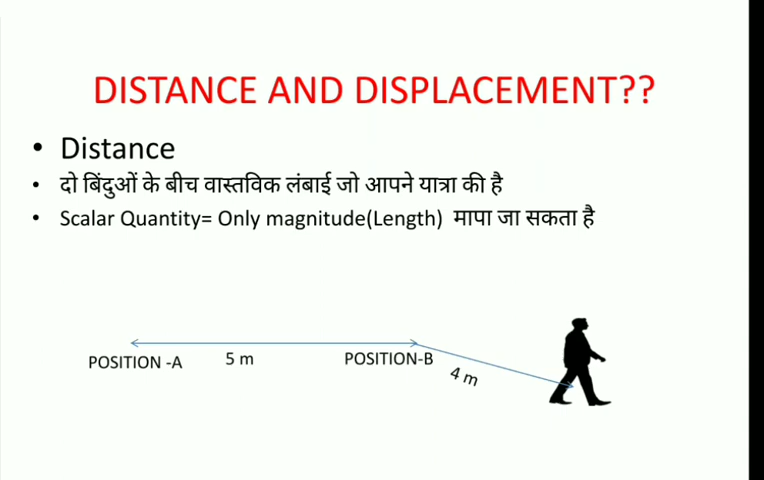 DISTANCE AND DISPLACEMENT??
• Distance
• दो बिंदुओं के बीच वास्तविक लंबाई जो आपने यात्रा की है
• Scalar Quantity= Only magnitude(Length) मापा जा सकता है
POSITION -A 5 m POSITION-B
4 m